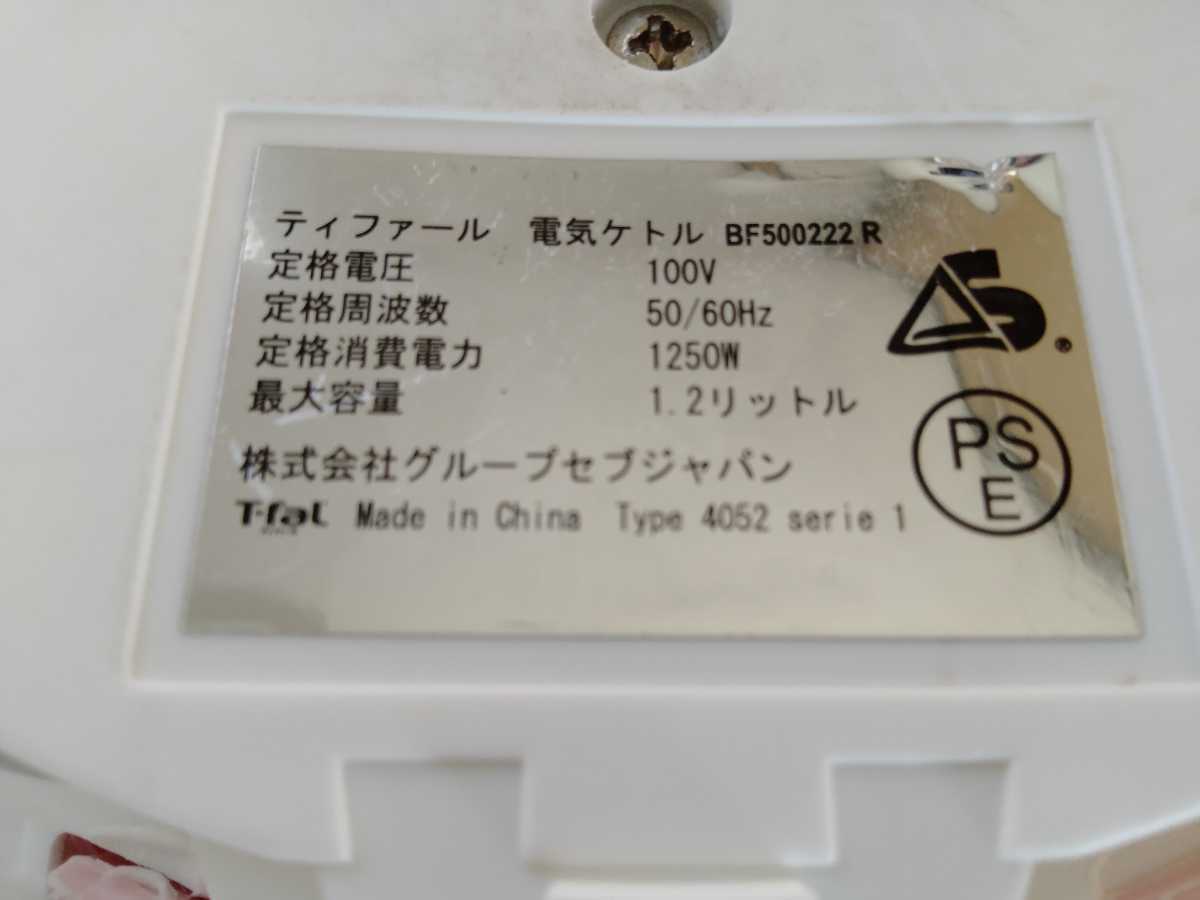 ティファール 電気ケトル BF500222 R
定格電圧 100V
定格周波数 50/60Hz
定格消費電力 1250W
最大容量 1.2リットル
株式会社グループセブジャパン
T-fal Made in China Type 4052 serie 1
S
®
PS
E